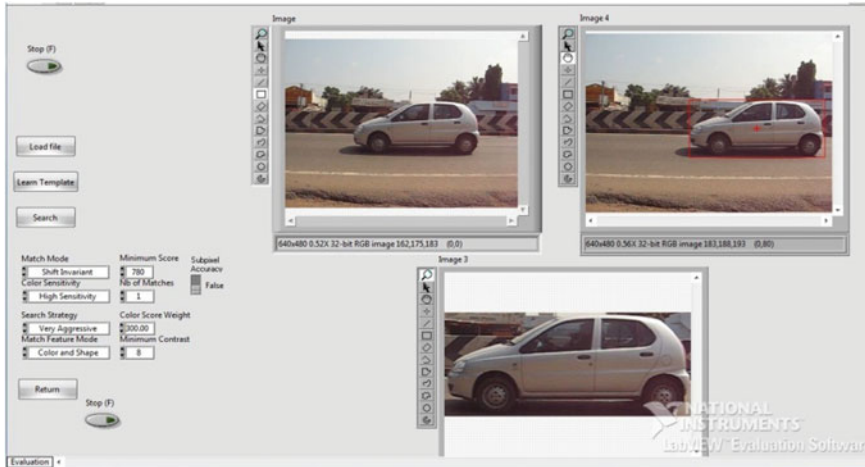 Image
Image 4
Stop (F)
Load file
Learn Template
Search
640x480 0.52X 32-bit RGB image 162,175,183 (0,0)
640x480 0.56X 32-bit RGB image 183,188,193 (0,80)
Image 3
Match Mode
Minimum Score
Subpixel
Accuracy
Shift Invariant
780
False
Color Sensitivity
Nb of Matches
High Sensitivity
1
Search Strategy
Color Score Weight
Very Aggressive
300.00
Match Feature Mode
Minimum Contrast
Color and Shape
8
Return
Stop (F)
NATIONAL
INSTRUMENTS
LabVIEW Evaluation Softwar
Evaluation